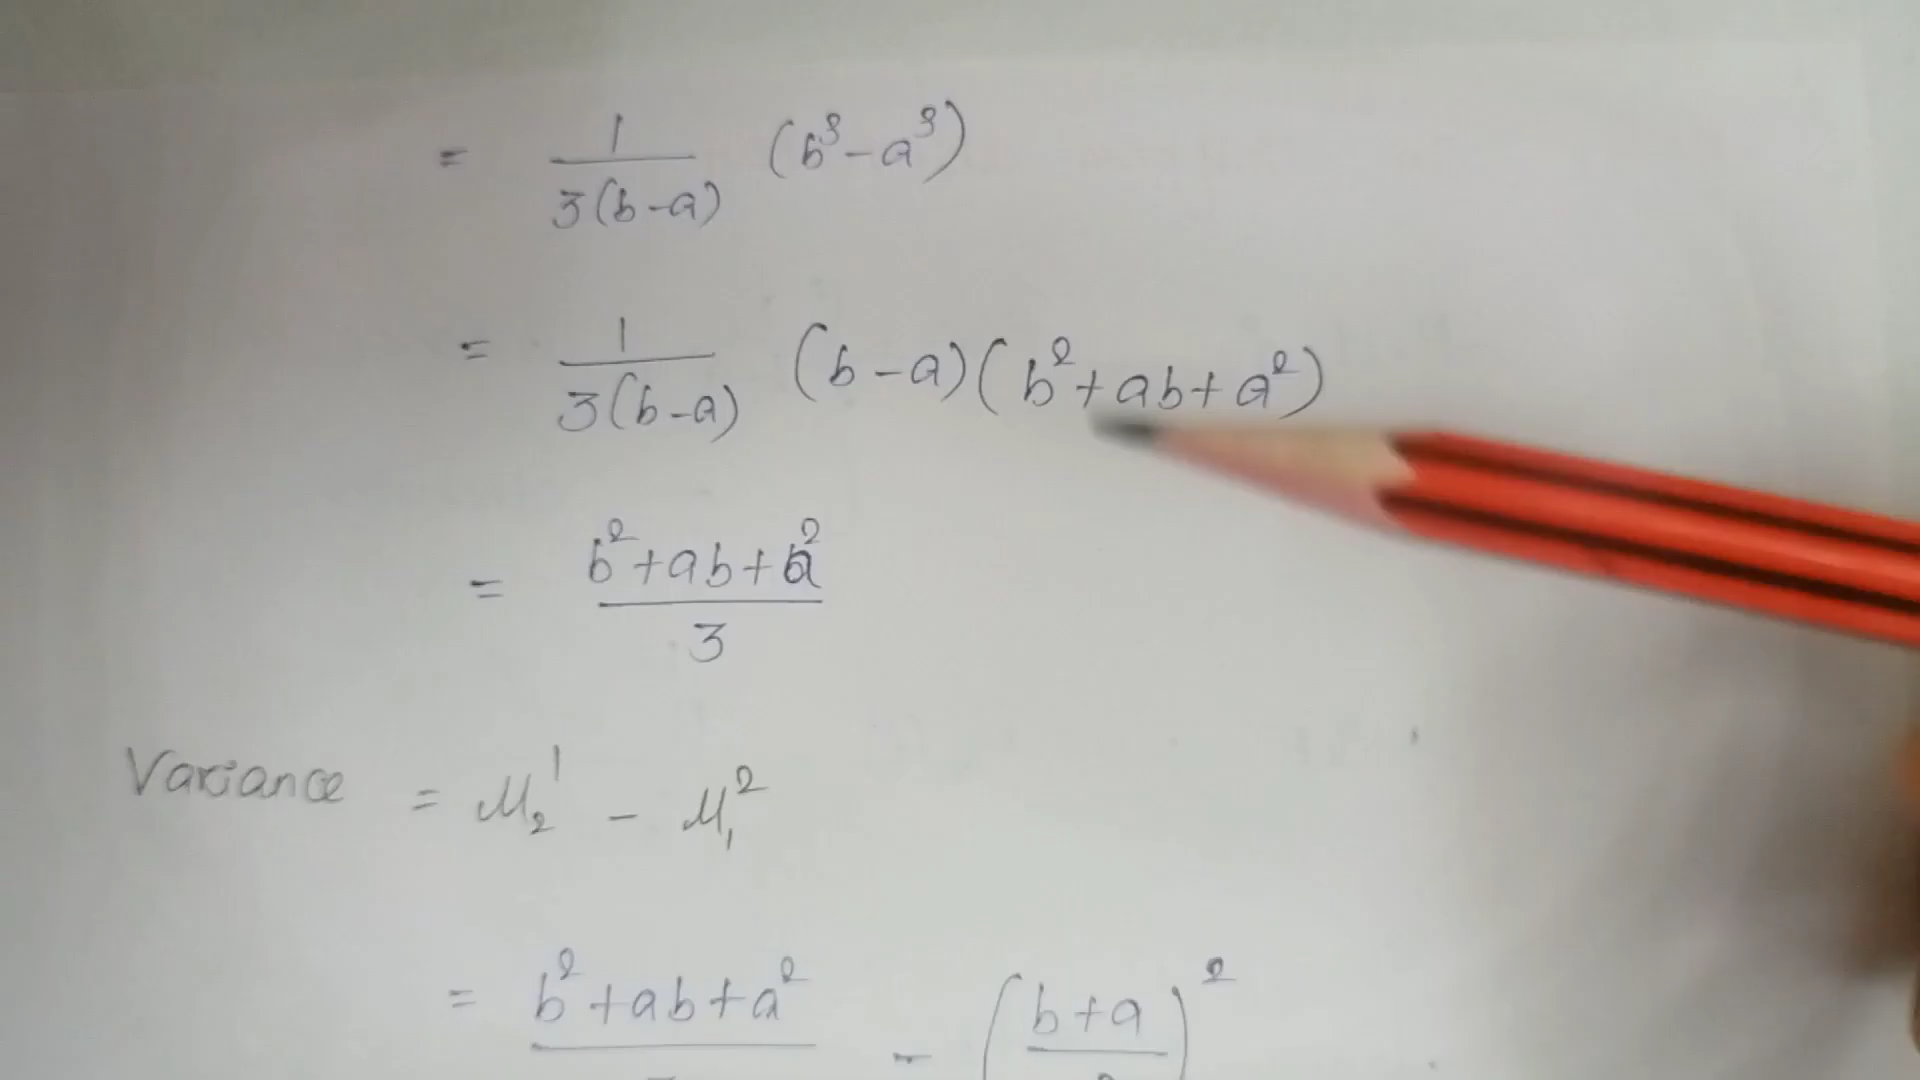 = 1/3(b-a) (b³-a³)
= 1/3(b-a) (b-a)(b²+ab+a²)
= b²+ab+a²/3
Variance = μ₂' - μ₁²
= b²+ab+a² - (b+a)²